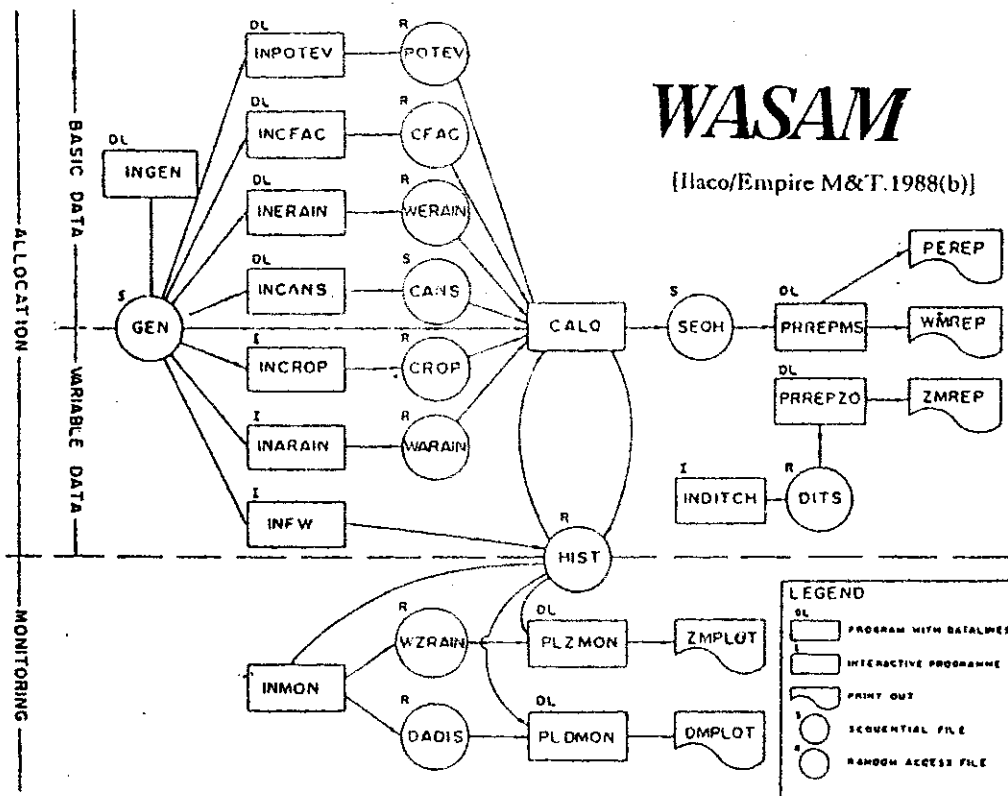 WASAM
[Ilaco/Empire M&T.1988(b)]
ALLOCATION
MONITORING
BASIC DATA
VARIABLE DATA
DL
INGEN
S
GEN
DL
INPOTEV
R
POTEV
DL
INCFAC
R
CFAC
DL
INERAIN
R
WERAIN
DL
INCANS
S
CANS
I
INCROP
R
CROP
I
INARAIN
R
WARAIN
I
INFW
CALQ
S
SEOH
DL
PRREPMS
PEREP
WMREP
DL
PRREPZO
ZMREP
I
INDITCH
R
DITS
R
HIST
INMON
R
WZRAIN
DL
PLZMON
ZMPLOT
R
DADIS
DL
PLDMON
DMPLOT
LEGEND
DL
PROGRAM WITH DATALINES
INTERACTIVE PROGRAMME
PRINT OUT
S
SEQUENTIAL FILE
R
RANDOM ACCESS FILE